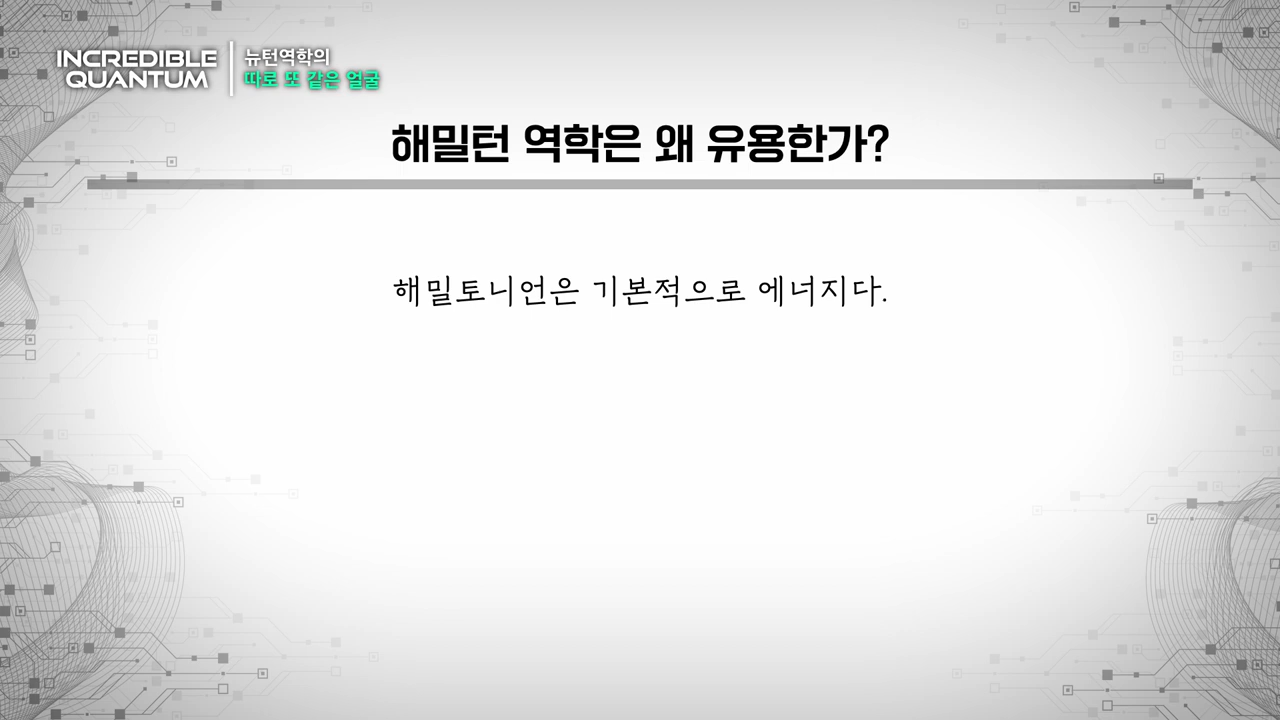 INCREDIBLE
QUANTUM
뉴턴역학의
따로 또 같은 얼굴
해밀턴 역학은 왜 유용한가?
해밀토니언은 기본적으로 에너지다.